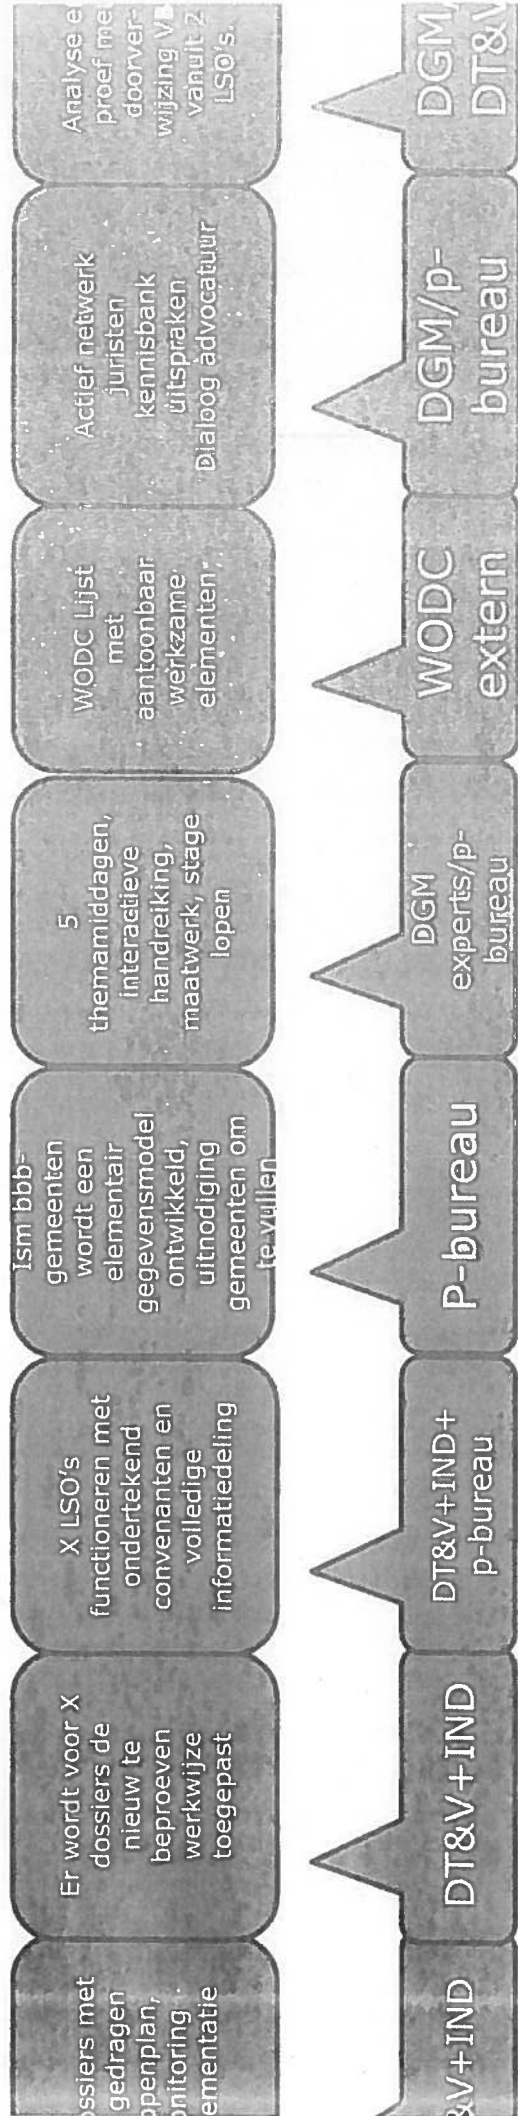 ossiers met
gedragen
ppenplan,
onitoring
ementatie
Er wordt voor X
dossiers de
nieuw te
beproeven
werkwijze
toegepast
X LSO's
functioneren met
ondertekend
convenanten en
volledige
informatiedeling
Ism bbb-
gemeenten
wordt een
elementair
gegevensmodel
ontwikkeld,
uitnodiging
gemeenten om
te vullen
5
themamiddagen,
interactieve
handreiking,
maatwerk, stage
lopen
WODC Lijst
met
aantoonbaar
werkzame
elementen.
Actief netwerk
juristen
kennisbank
uitspraken
Dialoog advocatuur
Analyse e
proef me
doorver-
wijzing V
vanuit 2
LSO's.
&V+IND
DT&V+IND
DT&V+IND+
p-bureau
P-bureau
DGM
experts/p-
bureau
WODC
extern
DGM/p-
bureau
DGM,
DT&V